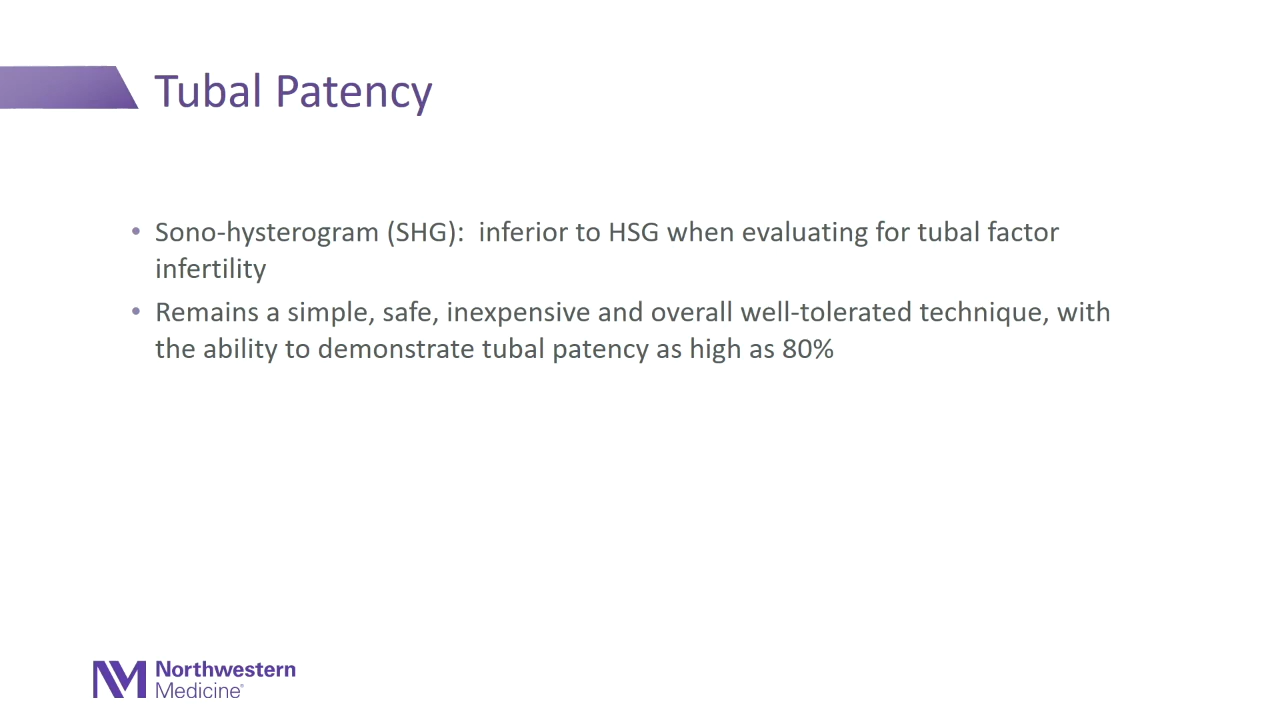 Tubal Patency
• Sono-hysterogram (SHG):  inferior to HSG when evaluating for tubal factor
infertility
• Remains a simple, safe, inexpensive and overall well-tolerated technique, with
the ability to demonstrate tubal patency as high as 80%
Northwestern
Medicine®